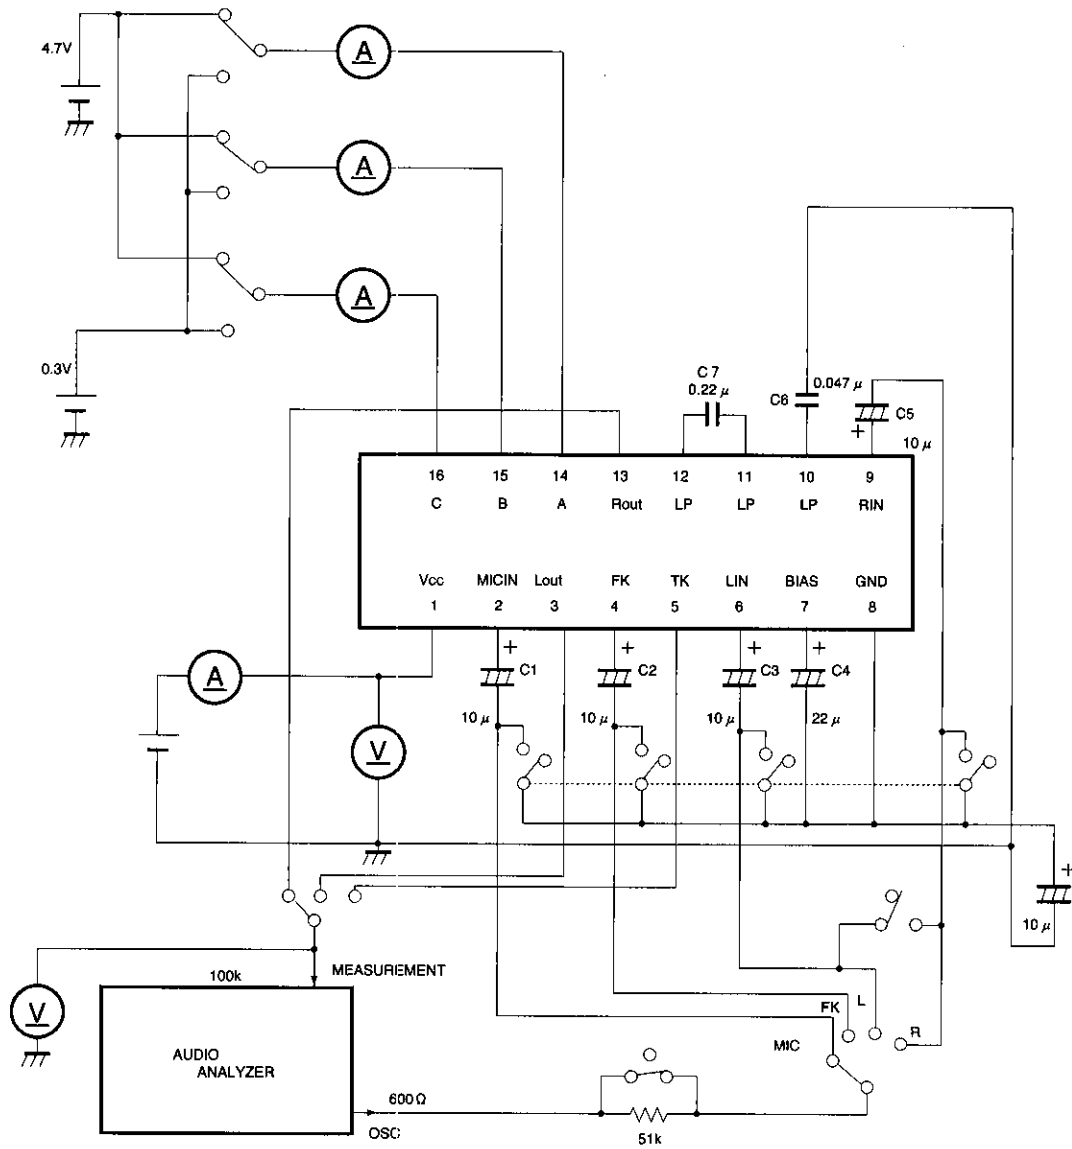 4.7V
A
A
A
0.3V
C 7
0.22 μ
C6
0.047 μ
C5
+
10 μ
16 15 14 13 12 11 10 9
C B A Rout LP LP LP RIN
Vcc MICIN Lout FK TK LIN BIAS GND
1 2 3 4 5 6 7 8
+ + + +
A
C1 C2 C3 C4
10 μ 10 μ 10 μ 22 μ
V
+
10 μ
MEASUREMENT
100k
V
L
FK
R
MIC
AUDIO
ANALYZER
600Ω
OSC
51k